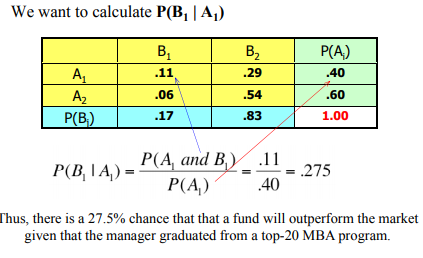 We want to calculate P(B₁ | A₁)
B₁ B₂ P(Aᵢ)
A₁ .11 .29 .40
A₂ .06 .54 .60
P(Bⱼ) .17 .83 1.00
P(B₁ | A₁) = P(A₁ and B₁) / P(A₁) = .11 / .40 = .275
Thus, there is a 27.5% chance that that a fund will outperform the market
given that the manager graduated from a top-20 MBA program.